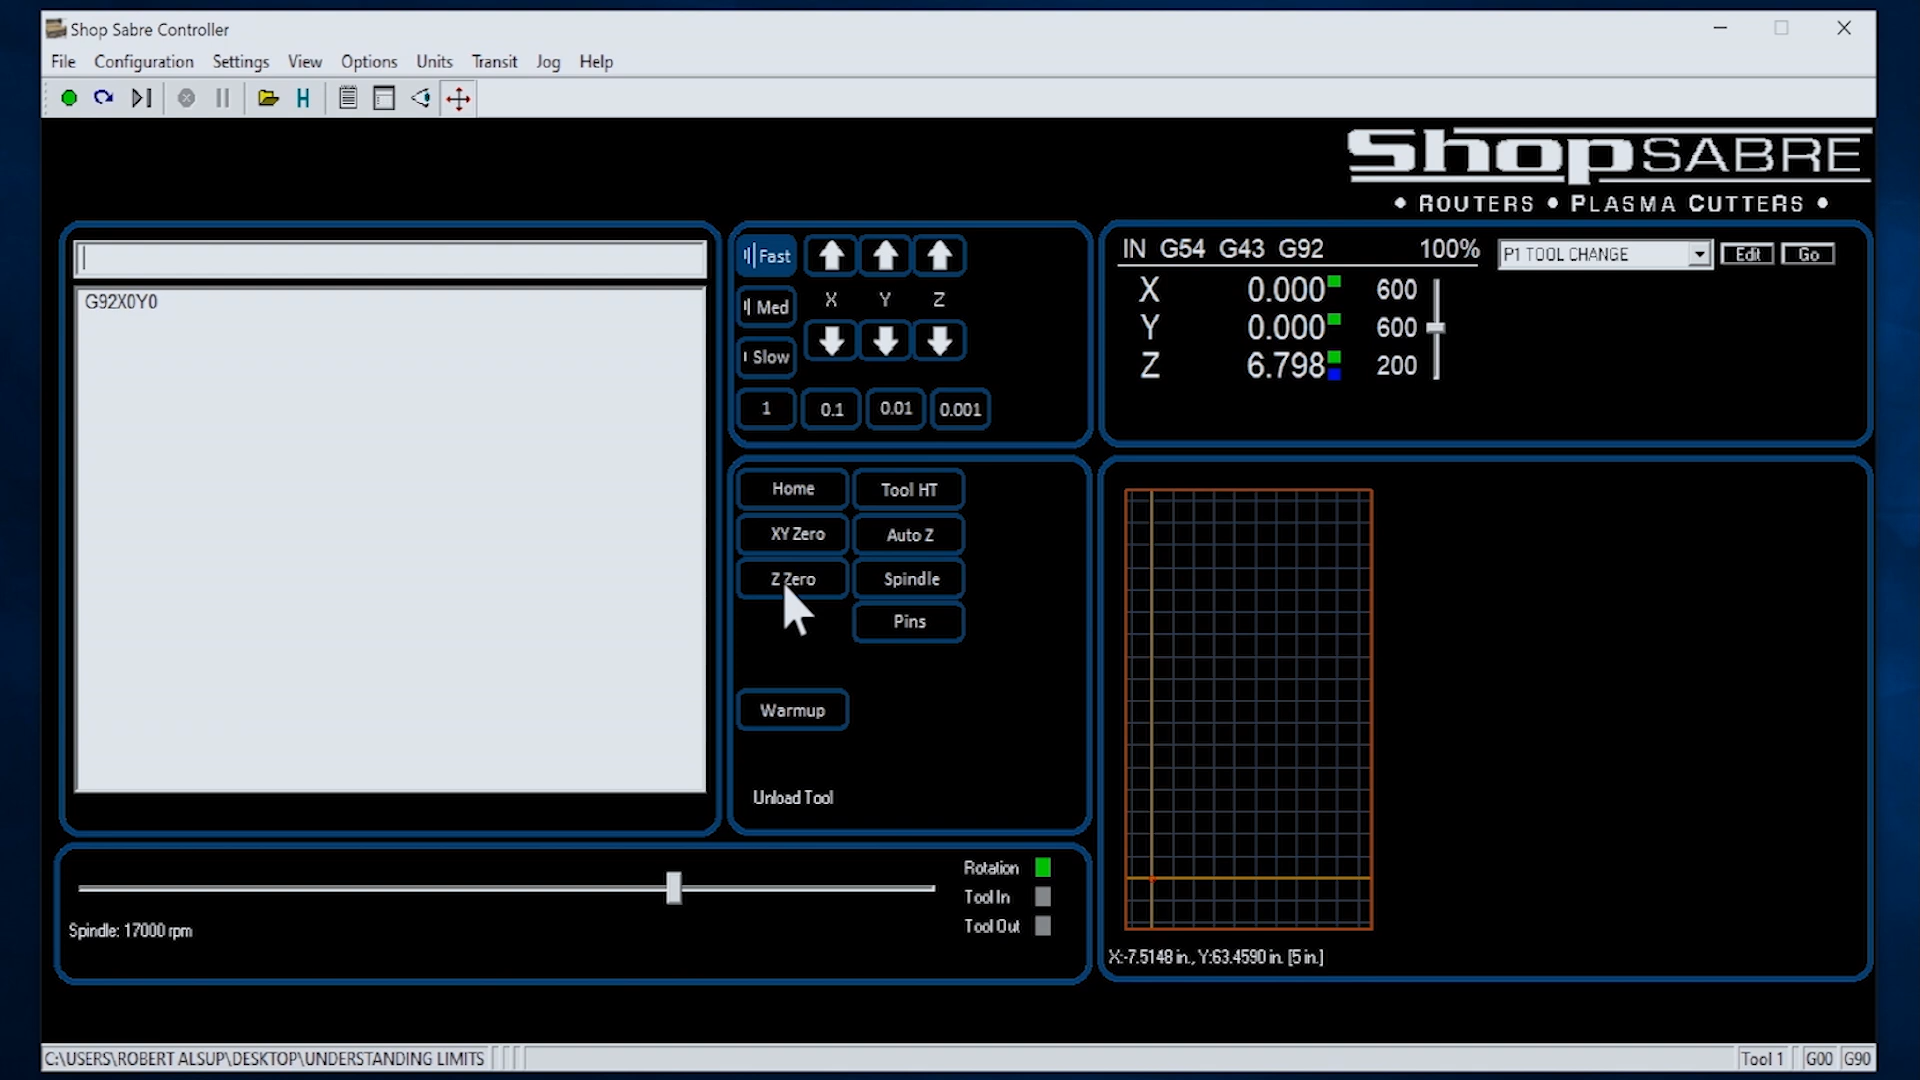 Shop Sabre Controller
File Configuration Settings View Options Units Transit Jog Help
H
ShopSABRE
• ROUTERS • PLASMA CUTTERS •
G92X0Y0
Fast
Med
Slow
X Y Z
1 0.1 0.01 0.001
IN G54 G43 G92 100%
P1 TOOL CHANGE Edit Go
X 0.000 600
Y 0.000 600
Z 6.798 200
Home Tool HT
XY Zero Auto Z
Z Zero Spindle
Pins
Warmup
Unload Tool
Rotation
Tool In
Tool Out
Spindle: 17000 rpm
X:-7.5148 in., Y:63.4590 in. [5 in.]
C:\USERS\ROBERT ALSUP\DESKTOP\UNDERSTANDING LIMITS
Tool 1 G00 G90